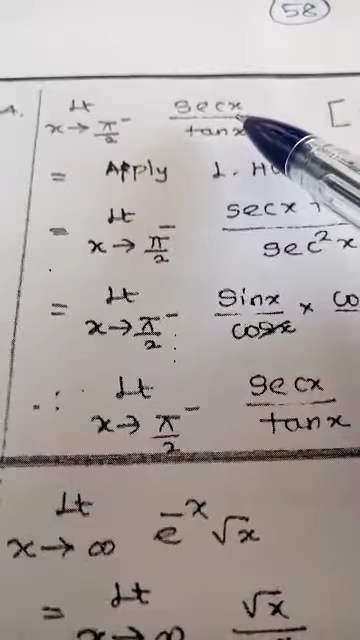 58
4. Lt x→π/2⁻ secx/tanx [
= Apply L.
= Lt x→π/2⁻ secx/sec²x
= Lt x→π/2⁻ sinx/cosx ×
∴ Lt x→π/2⁻ secx/tanx
Lt x→∞ e^-x √x
= Lt x→∞ √x